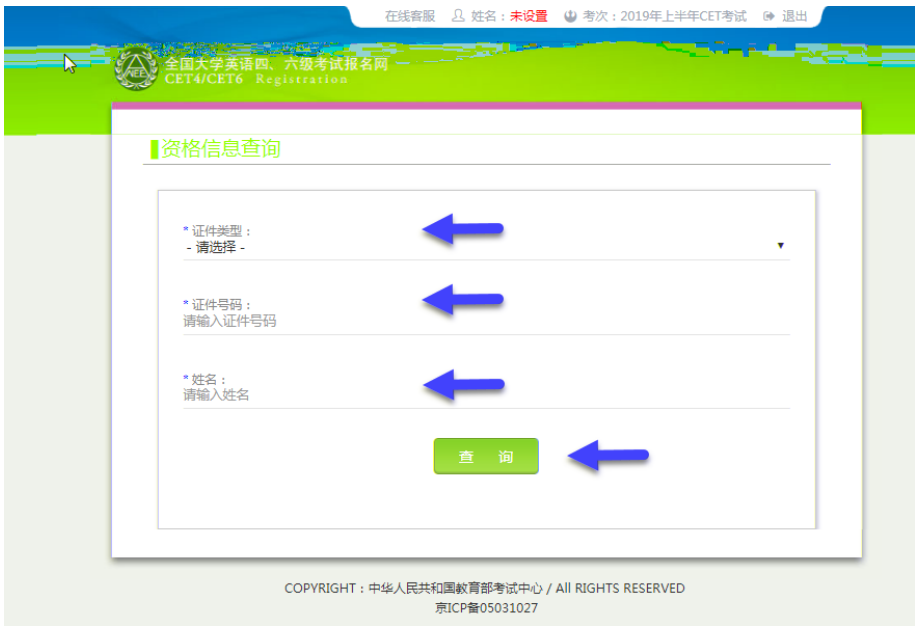 在线客服 姓名：未设置 考次：2019年上半年CET考试 退出
NEE
全国大学英语四、六级考试报名网
CET4/CET6 Registration
资格信息查询
* 证件类型：
- 请选择 -
* 证件号码：
请输入证件号码
* 姓名：
请输入姓名
查 询
COPYRIGHT：中华人民共和国教育部考试中心 / All RIGHTS RESERVED
京ICP备05031027